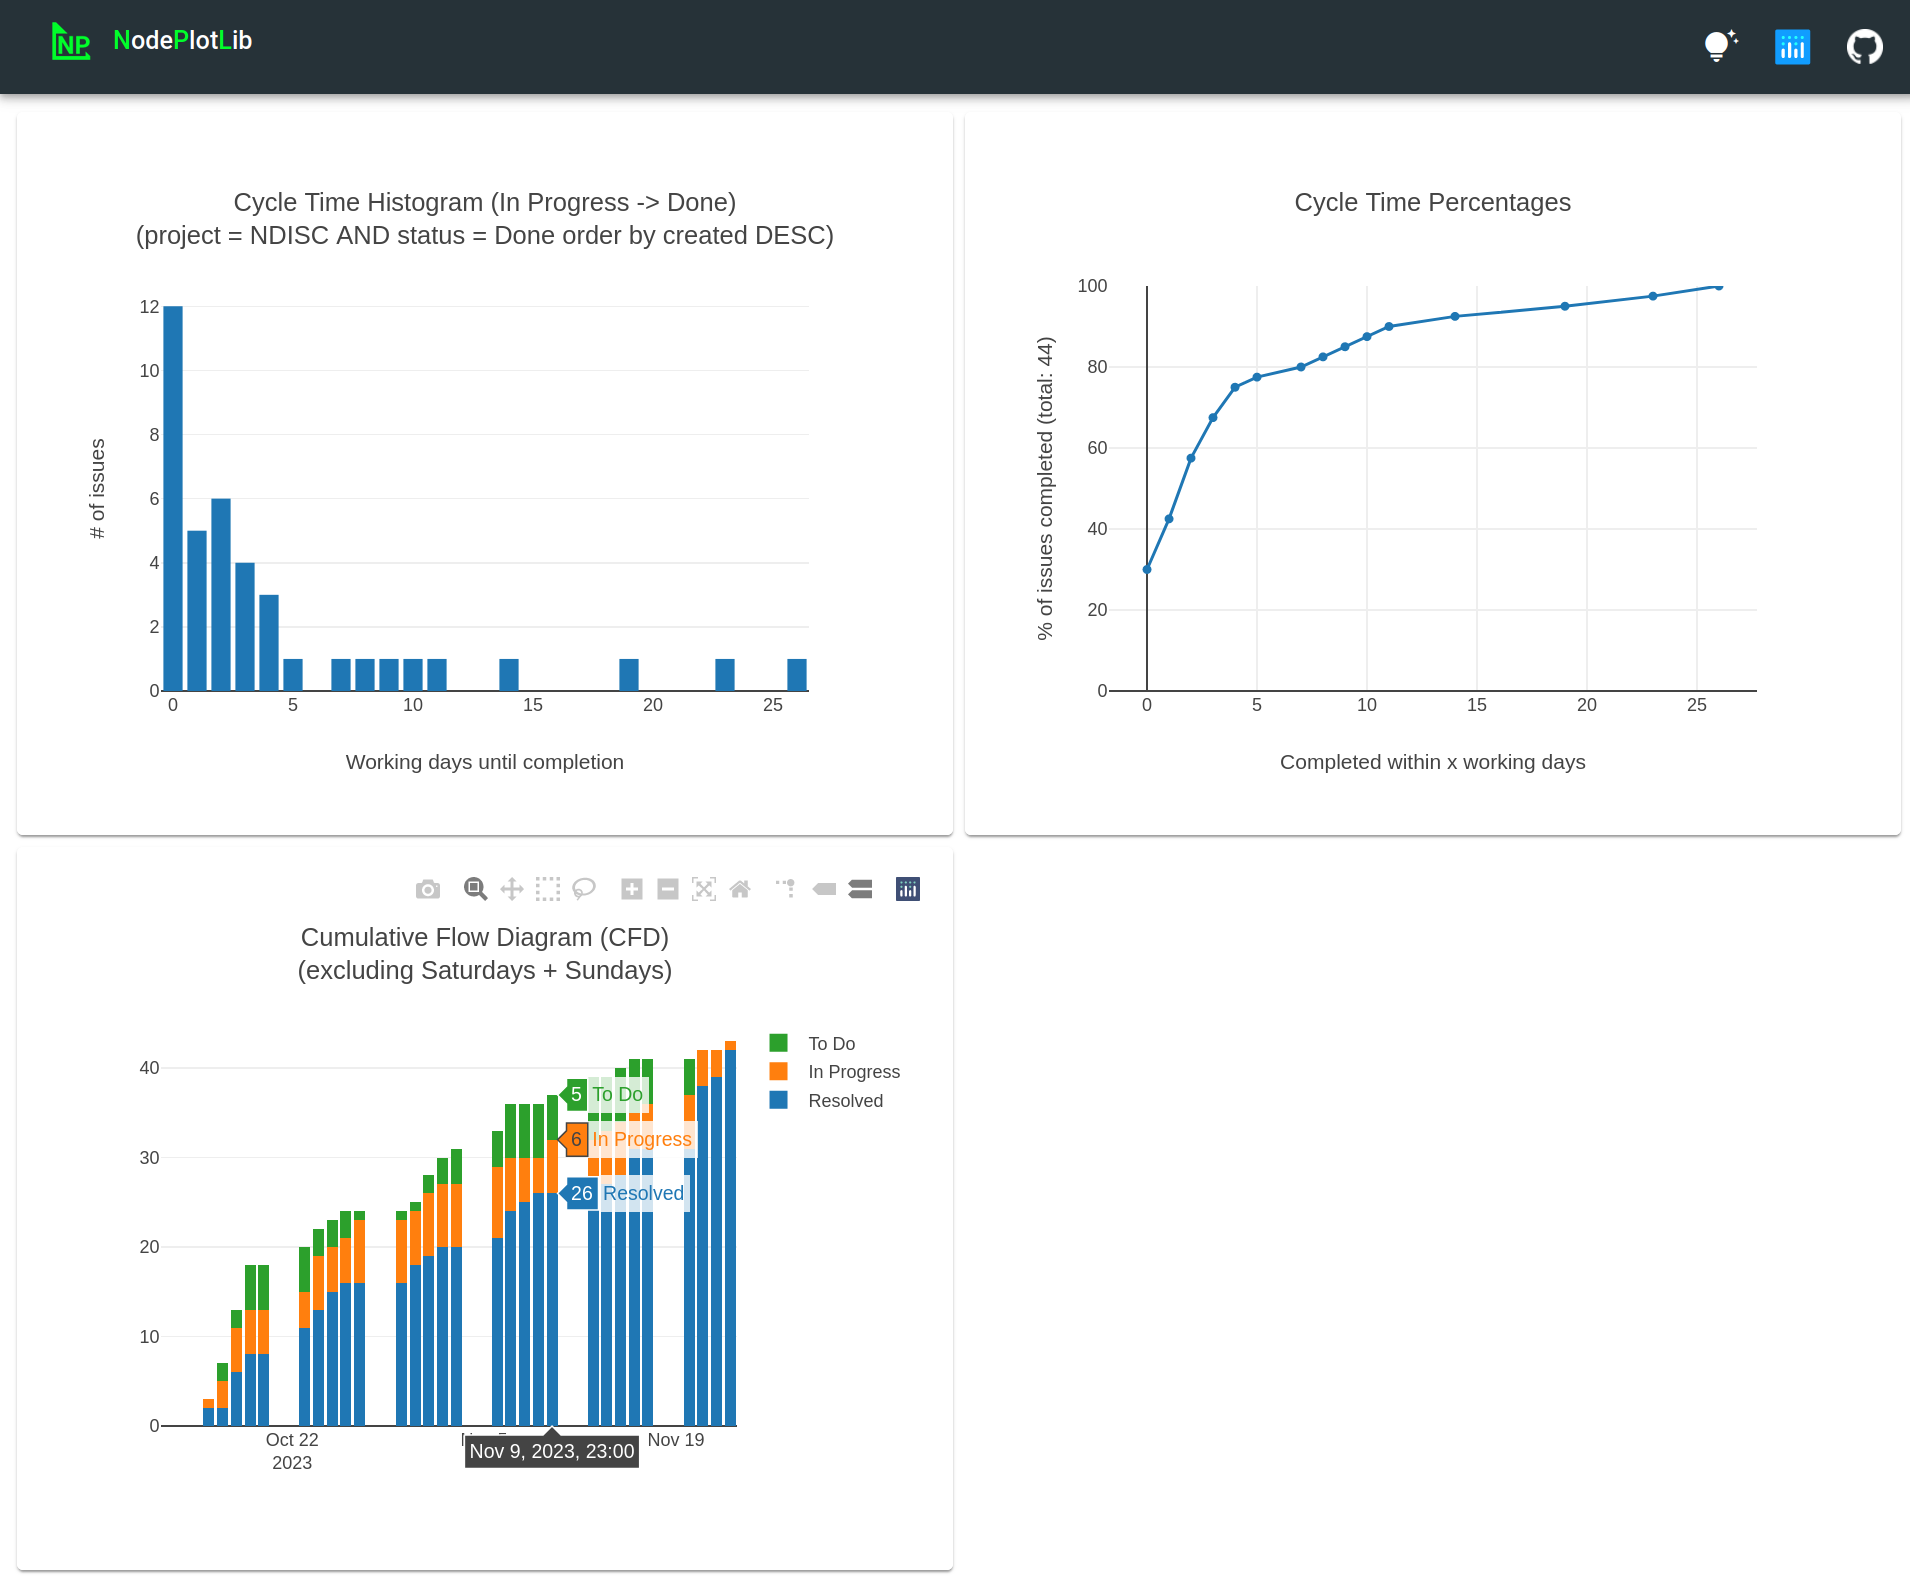 NP NodePlotLib
Cycle Time Histogram (In Progress -> Done)
(project = NDISC AND status = Done order by created DESC)
# of issues
12
10
8
6
4
2
0
0 5 10 15 20 25
Working days until completion
Cycle Time Percentages
% of issues completed (total: 44)
100
80
60
40
20
0
0 5 10 15 20 25
Completed within x working days
Cumulative Flow Diagram (CFD)
(excluding Saturdays + Sundays)
To Do
In Progress
Resolved
40
30
20
10
0
5 To Do
6 In Progress
26 Resolved
Oct 22
2023
Nov 19
Nov 9, 2023, 23:00